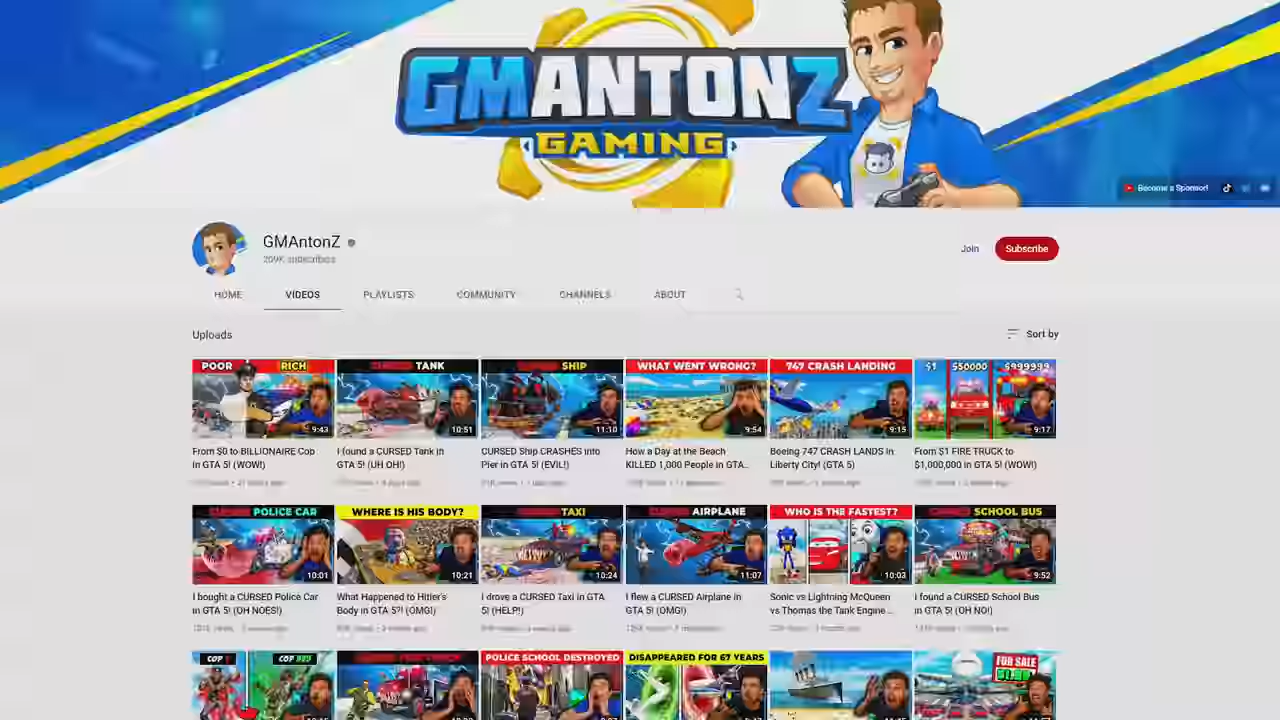 GMANTONZ
GAMING
Become a Sponsor!
GMAntonZ
209K subscribers
Join
Subscribe
HOME
VIDEOS
PLAYLISTS
COMMUNITY
CHANNELS
ABOUT
Uploads
Sort by
POOR RICH
9:43
CURSED TANK
10:51
CURSED SHIP
11:10
WHAT WENT WRONG?
9:54
747 CRASH LANDING
9:15
$1 $50000 $999999
9:17
From $0 to BILLIONAIRE Cop
in GTA 5! (WOW!)
I found a CURSED Tank in
GTA 5! (UH OH!)
CURSED Ship CRASHES into
Pier in GTA 5! (EVIL!)
How a Day at the Beach
KILLED 1,000 People in GTA...
Boeing 747 CRASH LANDS in
Liberty City! (GTA 5)
From $1 FIRE TRUCK to
$1,000,000 in GTA 5! (WOW!)
CURSED POLICE CAR
10:01
WHERE IS HIS BODY?
10:21
CURSED TAXI
10:24
CURSED AIRPLANE
11:07
WHO IS THE FASTEST?
10:03
CURSED SCHOOL BUS
9:52
I bought a CURSED Police Car
in GTA 5! (OH NOES!)
What Happened to Hitler's
Body in GTA 5?! (OMG!)
I drove a CURSED Taxi in GTA
5! (HELP!)
I flew a CURSED Airplane in
GTA 5! (OMG!)
Sonic vs Lightning McQueen
vs Thomas the Tank Engine...
I found a CURSED School Bus
in GTA 5! (OH NO!)
COP
COP
POLICE SCHOOL DESTROYED
DISAPPEARED FOR 67 YEARS
FOR SALE